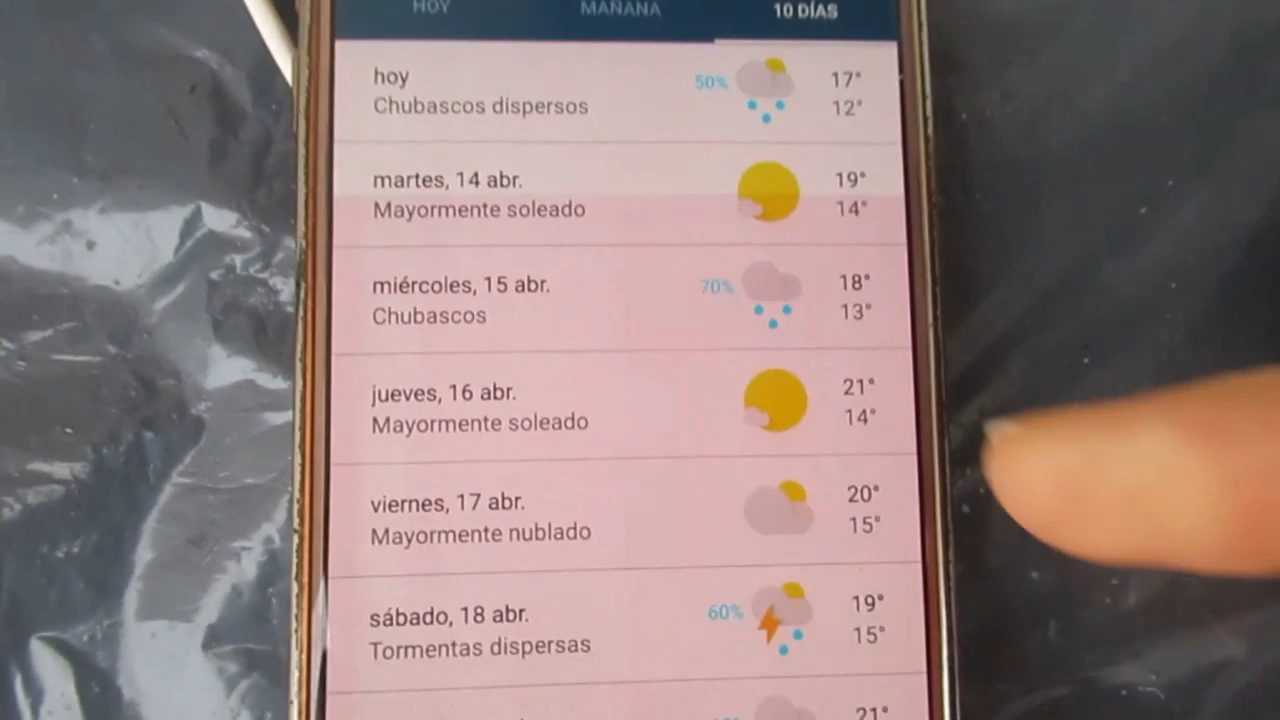 HOY MAÑANA 10 DÍAS
hoy
Chubascos dispersos
50% 17°
12°
martes, 14 abr.
Mayormente soleado
19°
14°
miércoles, 15 abr.
Chubascos
70% 18°
13°
jueves, 16 abr.
Mayormente soleado
21°
14°
viernes, 17 abr.
Mayormente nublado
20°
15°
sábado, 18 abr.
Tormentas dispersas
60% 19°
15°
21°